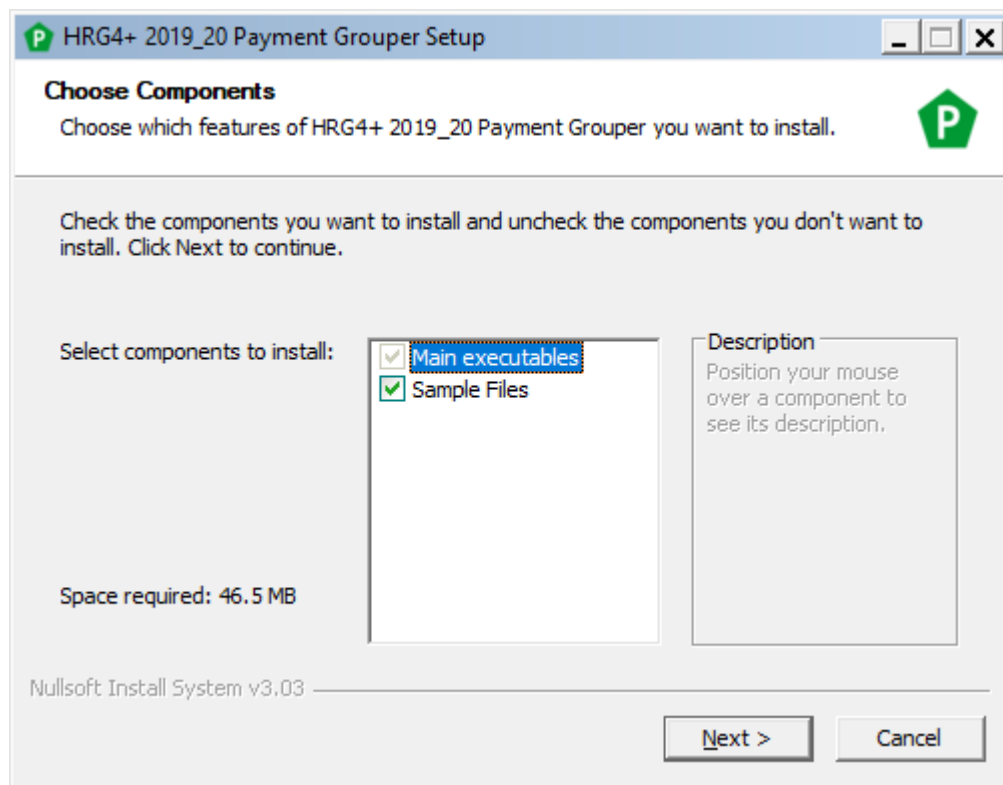 P HRG4+ 2019_20 Payment Grouper Setup
Choose Components
Choose which features of HRG4+ 2019_20 Payment Grouper you want to install.
P
Check the components you want to install and uncheck the components you don't want to
install. Click Next to continue.
Select components to install:
Main executables
Sample Files
Description
Position your mouse
over a component to
see its description.
Space required: 46.5 MB
Nullsoft Install System v3.03
Next >
Cancel